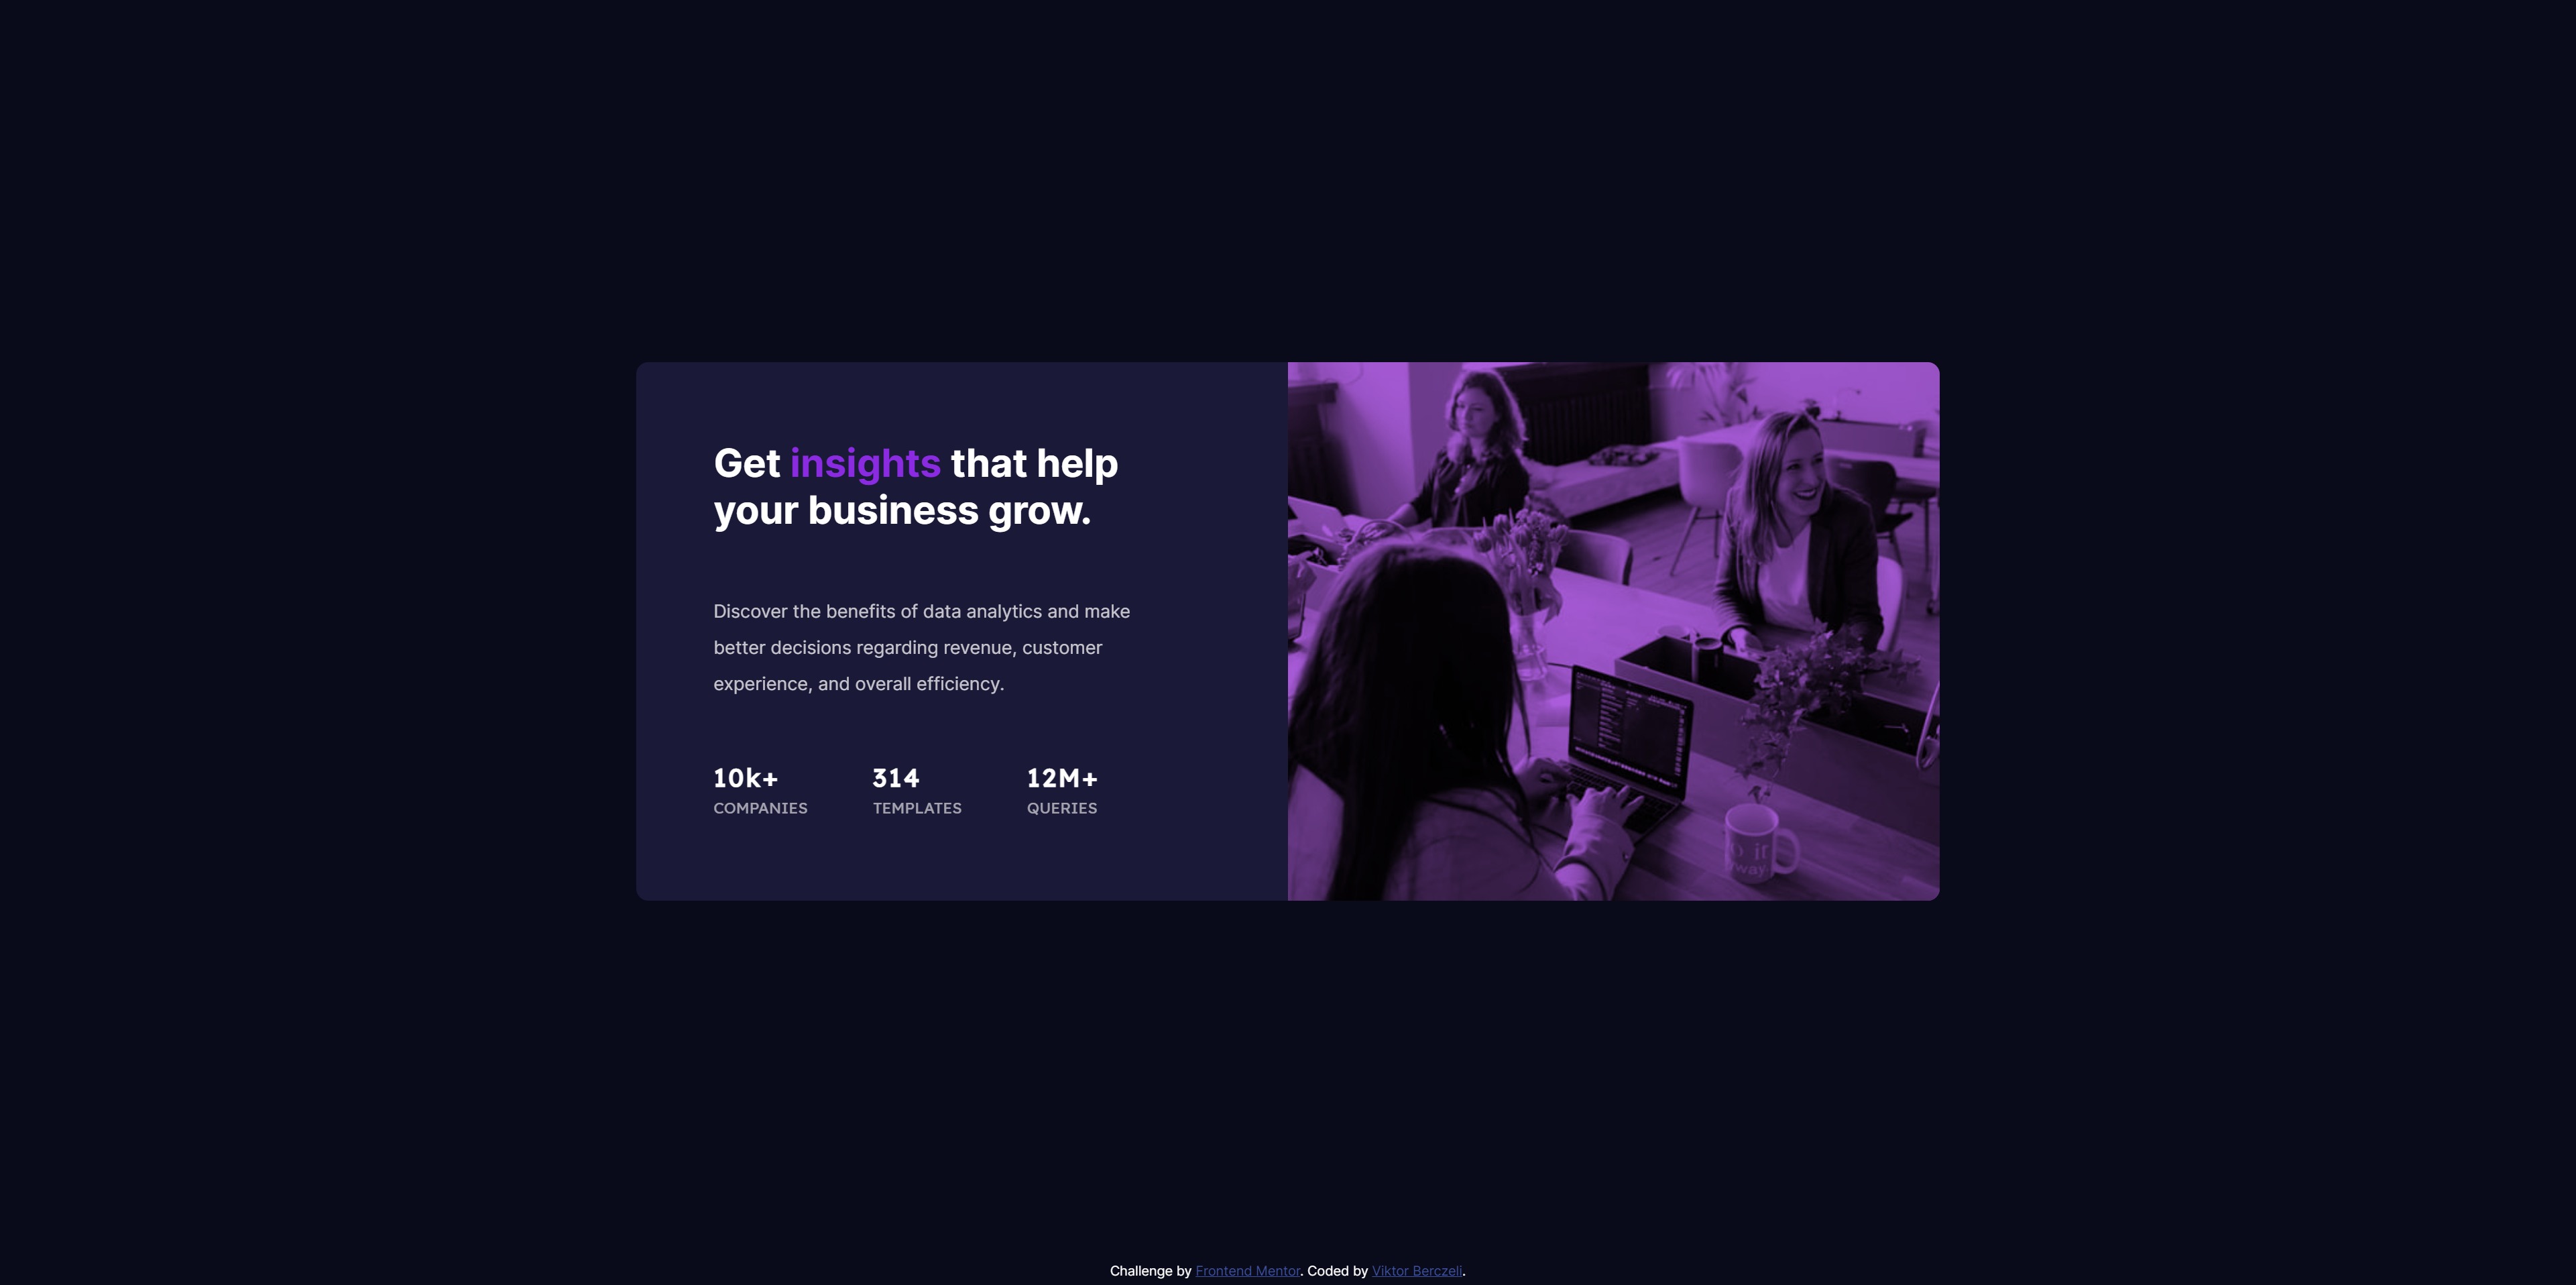 Get insights that help
your business grow.
Discover the benefits of data analytics and make
better decisions regarding revenue, customer
experience, and overall efficiency.
10k+
COMPANIES
314
TEMPLATES
12M+
QUERIES
it
way.
Challenge by Frontend Mentor. Coded by Viktor Berczeli.